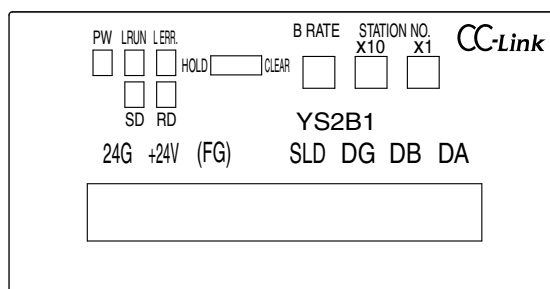 PW LRUN L ERR. B RATE STATION NO. CC-Link
X10 X1
HOLD CLEAR
SD RD YS2B1
24G +24V (FG) SLD DG DB DA